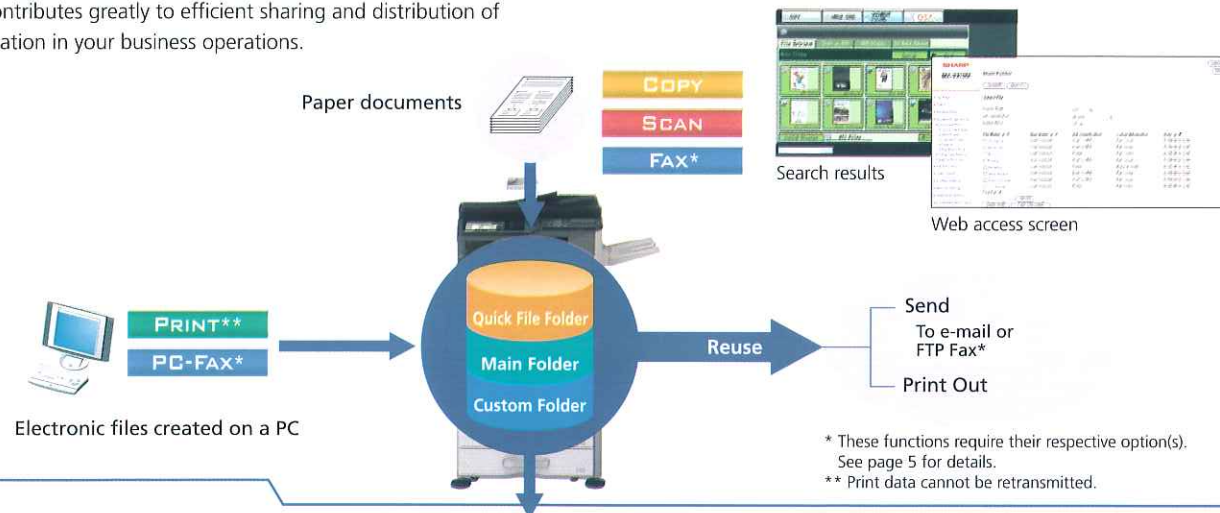 ontributes greatly to efficient sharing and distribution of
ation in your business operations.
Paper documents
COPY
SCAN
FAX*
Search results
SHARP
Web access screen
PRINT**
PC-FAX*
Electronic files created on a PC
Quick File Folder
Main Folder
Custom Folder
Reuse
Send
To e-mail or
FTP Fax*
Print Out
* These functions require their respective option(s).
See page 5 for details.
** Print data cannot be retransmitted.